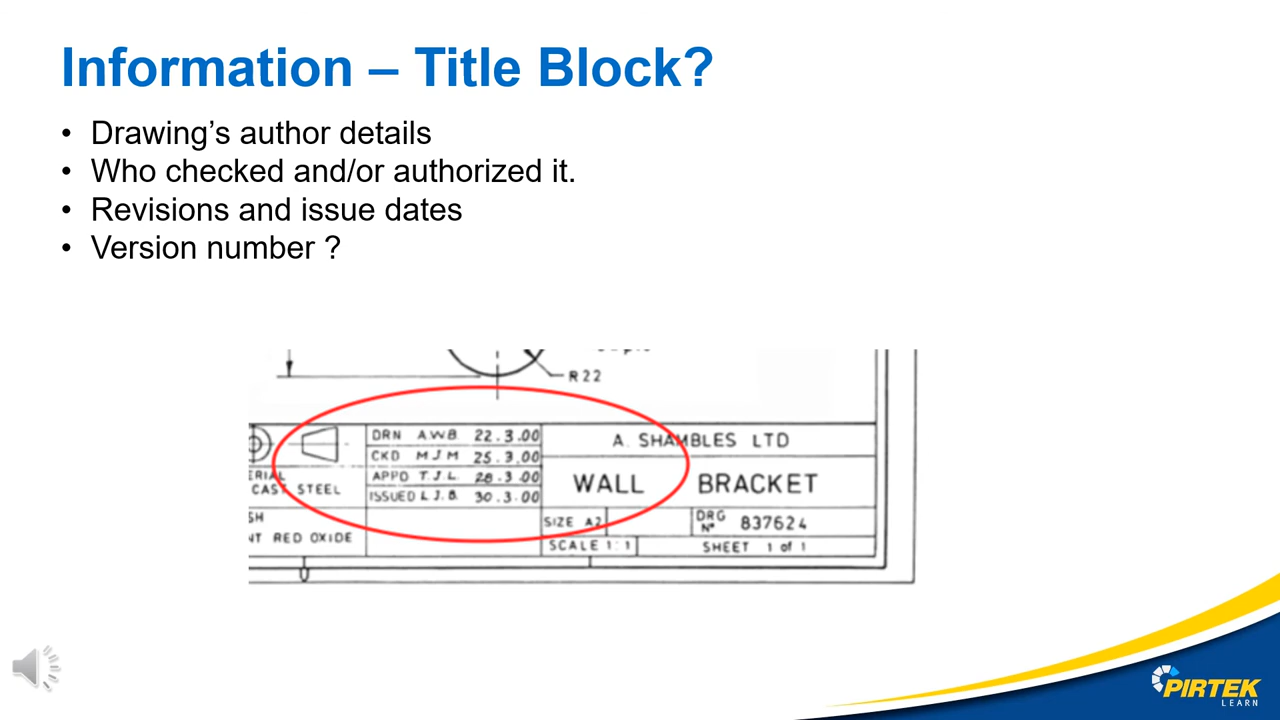 Information – Title Block?
• Drawing’s author details
• Who checked and/or authorized it.
• Revisions and issue dates
• Version number ?
R22
DRN A.W.B. 22.3.00
CKD M J M 25.3.00
APPD T.J.L. 28.3.00
ISSUED L J.B. 30.3.00
A. SHAMBLES LTD
WALL BRACKET
CAST STEEL
RED OXIDE
SIZE A2
DRG Nº 837624
SCALE 1:1
SHEET 1 of 1
PIRTEK
LEARN